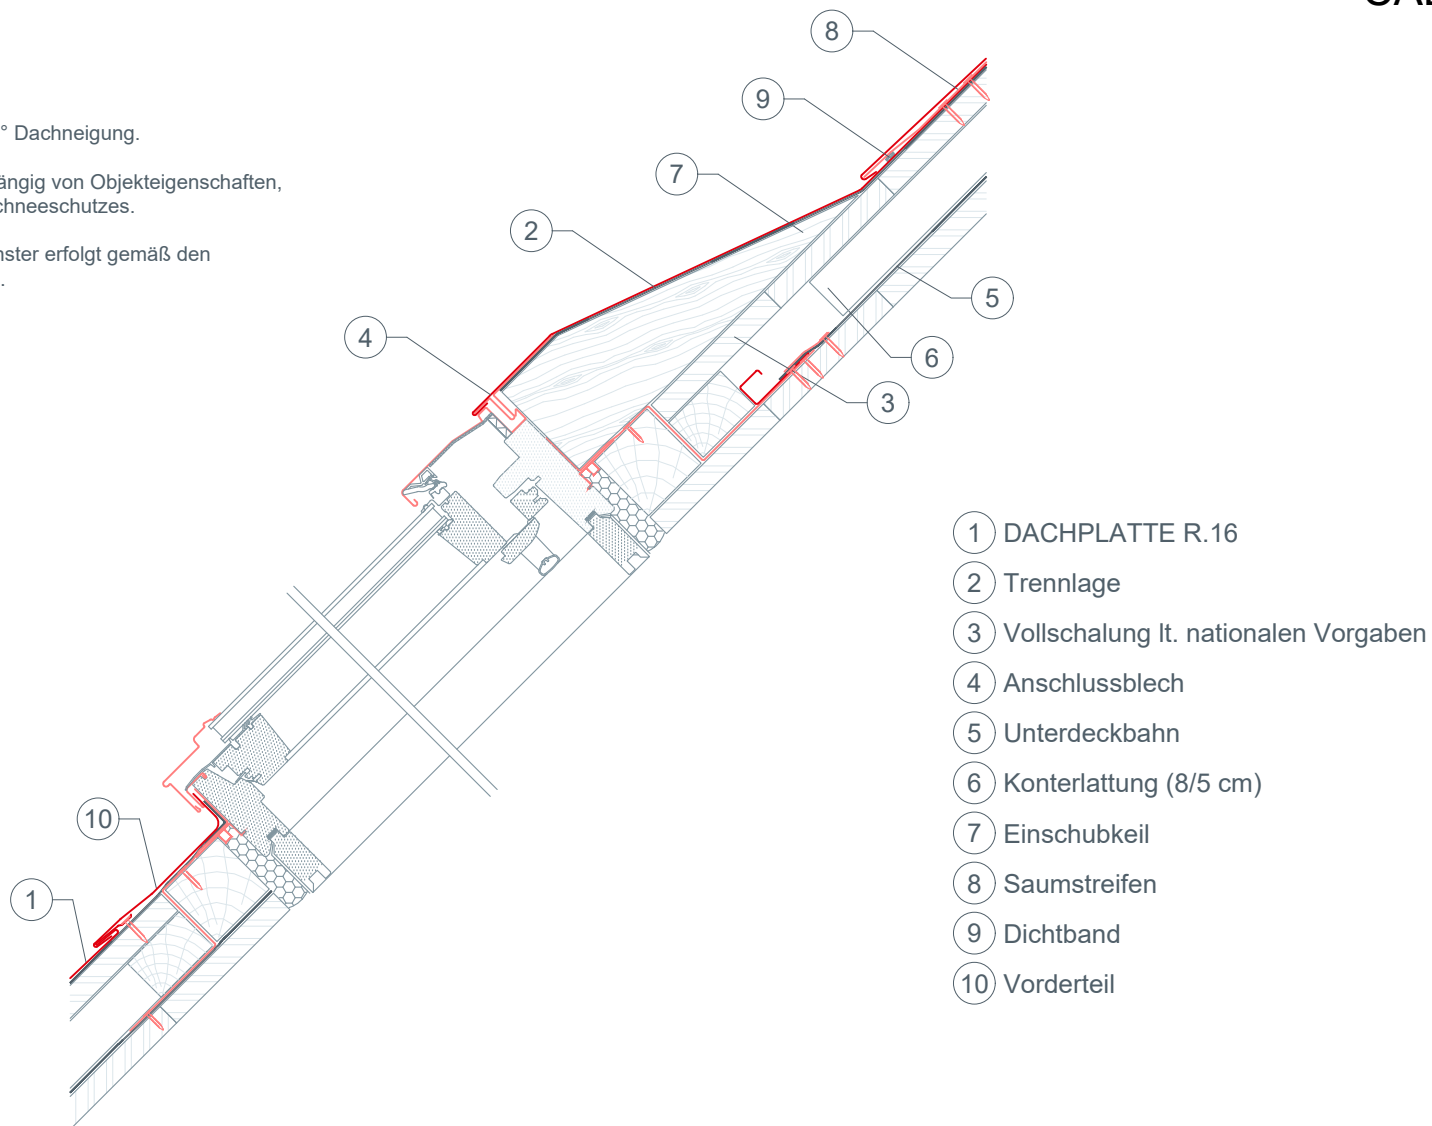 ° Dachneigung.
ängig von Objekteigenschaften,
chneeschutzes.
nster erfolgt gemäß den
.
8
9
7
2
4
5
6
3
10
1
1 DACHPLATTE R.16
2 Trennlage
3 Vollschalung lt. nationalen Vorgaben
4 Anschlussblech
5 Unterdeckbahn
6 Konterlattung (8/5 cm)
7 Einschubkeil
8 Saumstreifen
9 Dichtband
10 Vorderteil